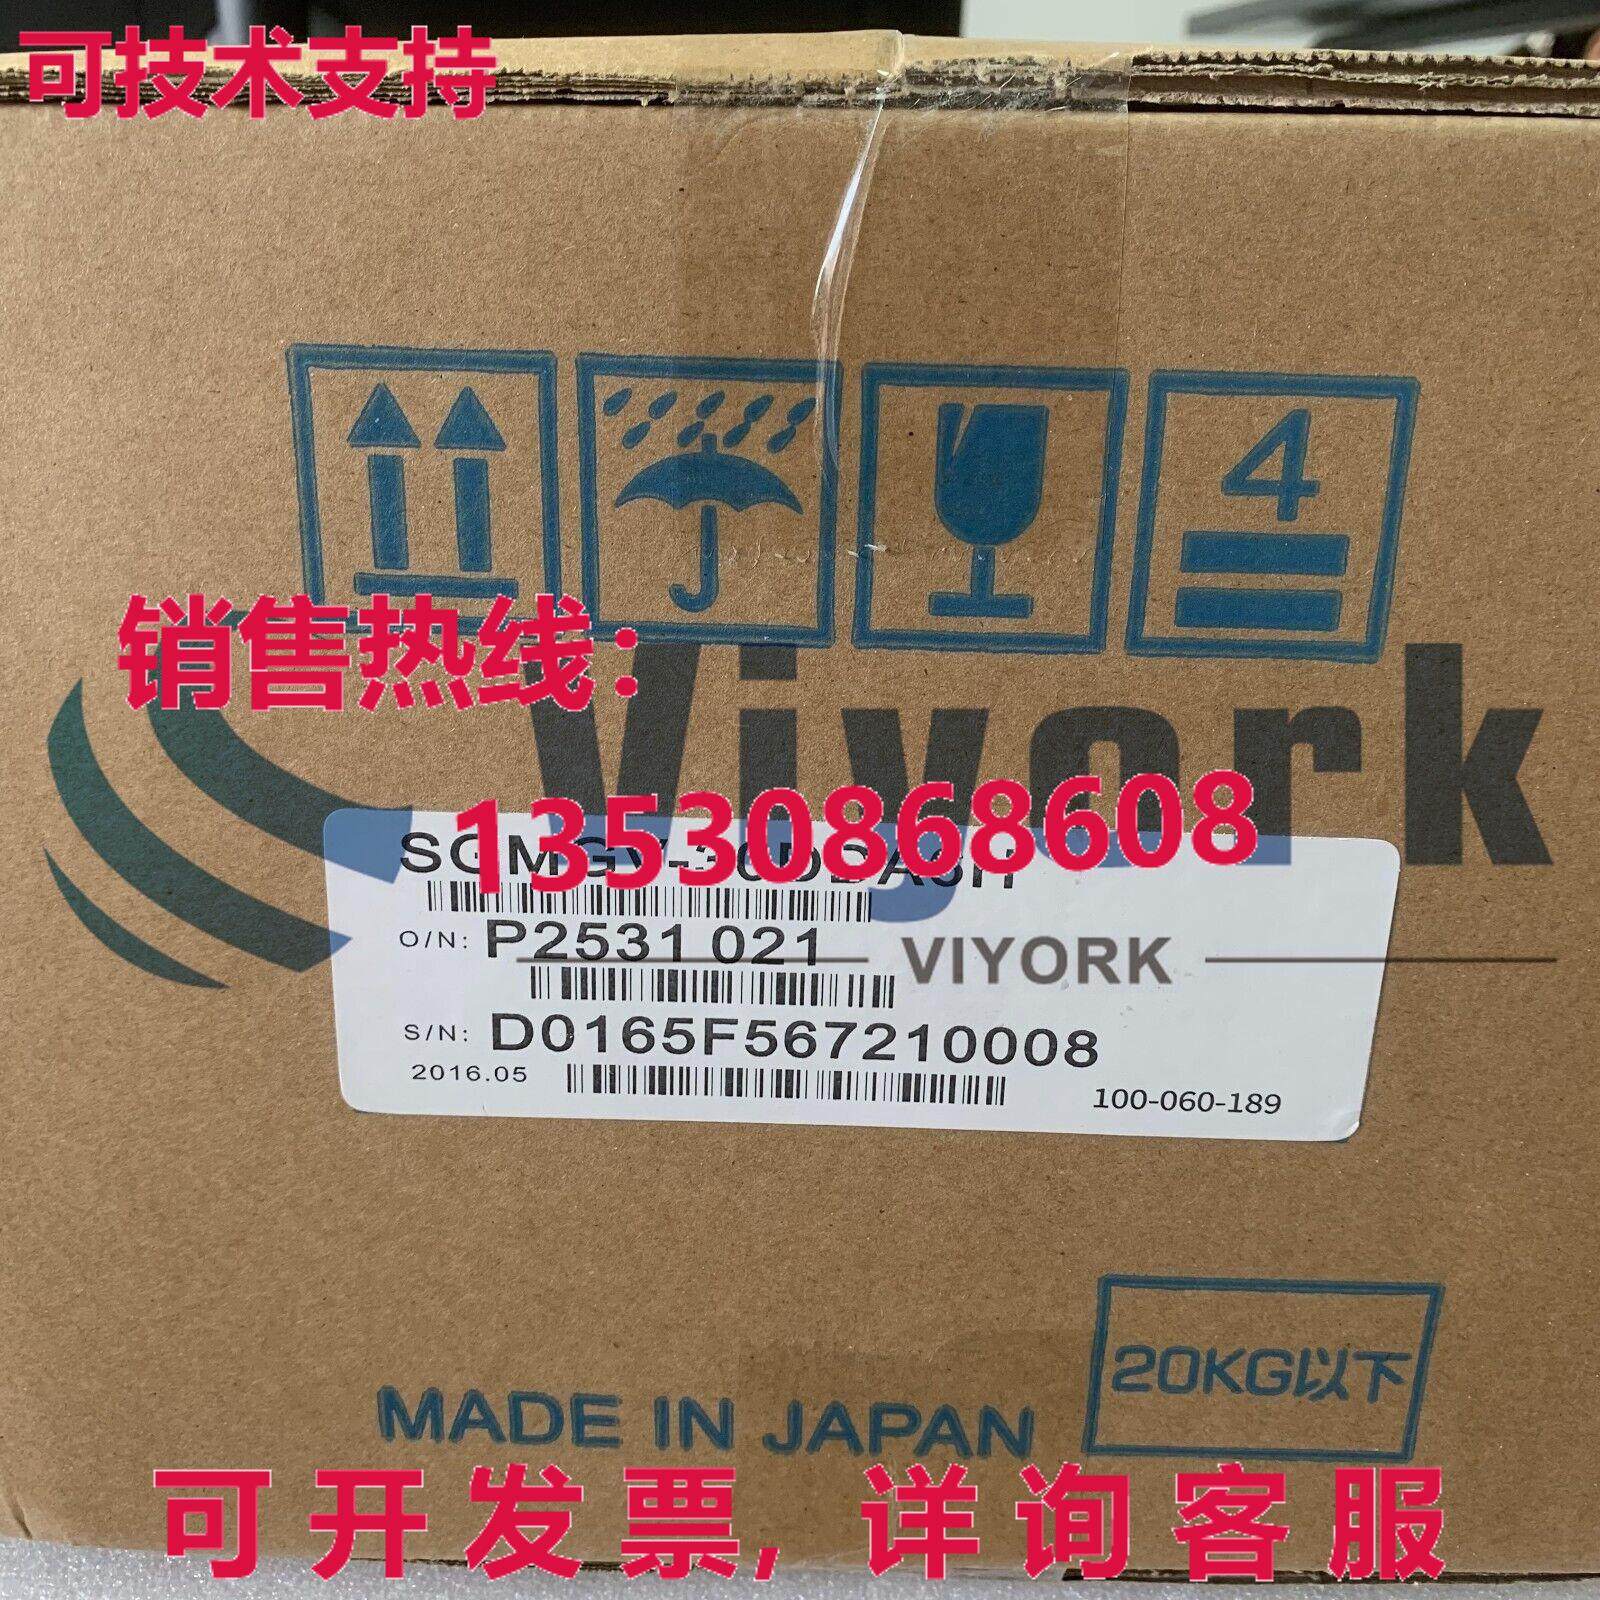 可技术支持
4
销售热线:
Viyork
13530868608
SGMGV-30DDA6H
O/N: P2531 021
VIYORK
S/N: D0165F567210008
2016.05
100-060-189
20KG以下
MADE IN JAPAN
可开发票,详询客服